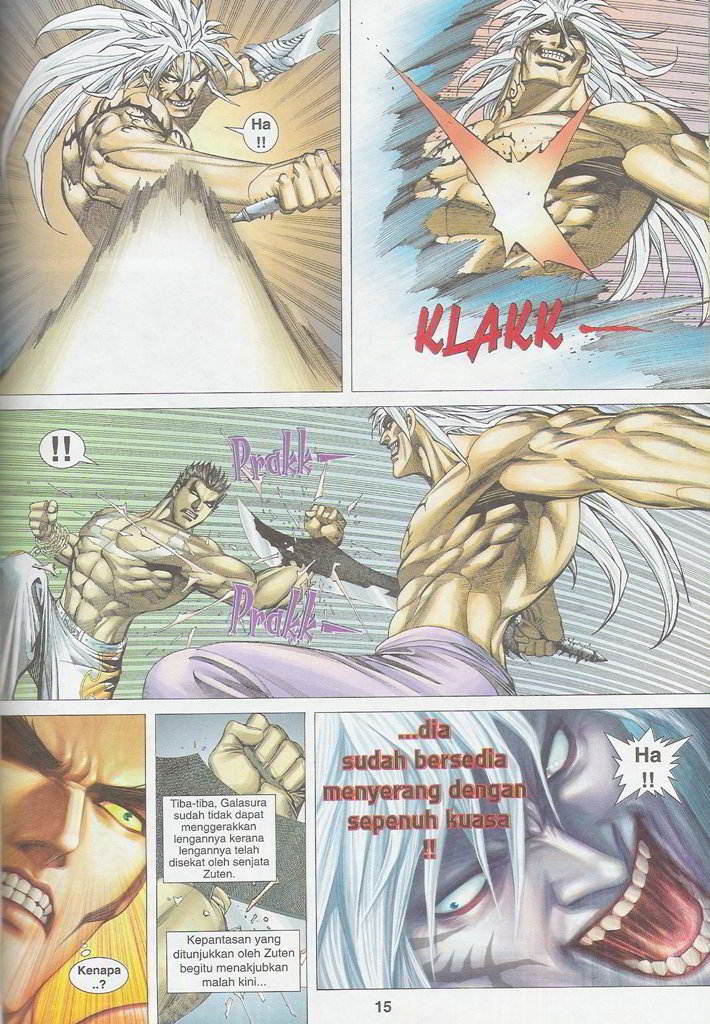 Ha
!!
KLAKK
!!
Prakk
Prakk
Kenapa
..?
Tiba-tiba, Galasura
sudah tidak dapat
menggerakkan
lengannya kerana
lengannya telah
disekat oleh senjata
Zuten.
Kepantasan yang
ditunjukkan oleh Zuten
begitu menakjubkan
malah kini...
...dia
sudah bersedia
menyerang dengan
sepenuh kuasa
!!
Ha
!!
15